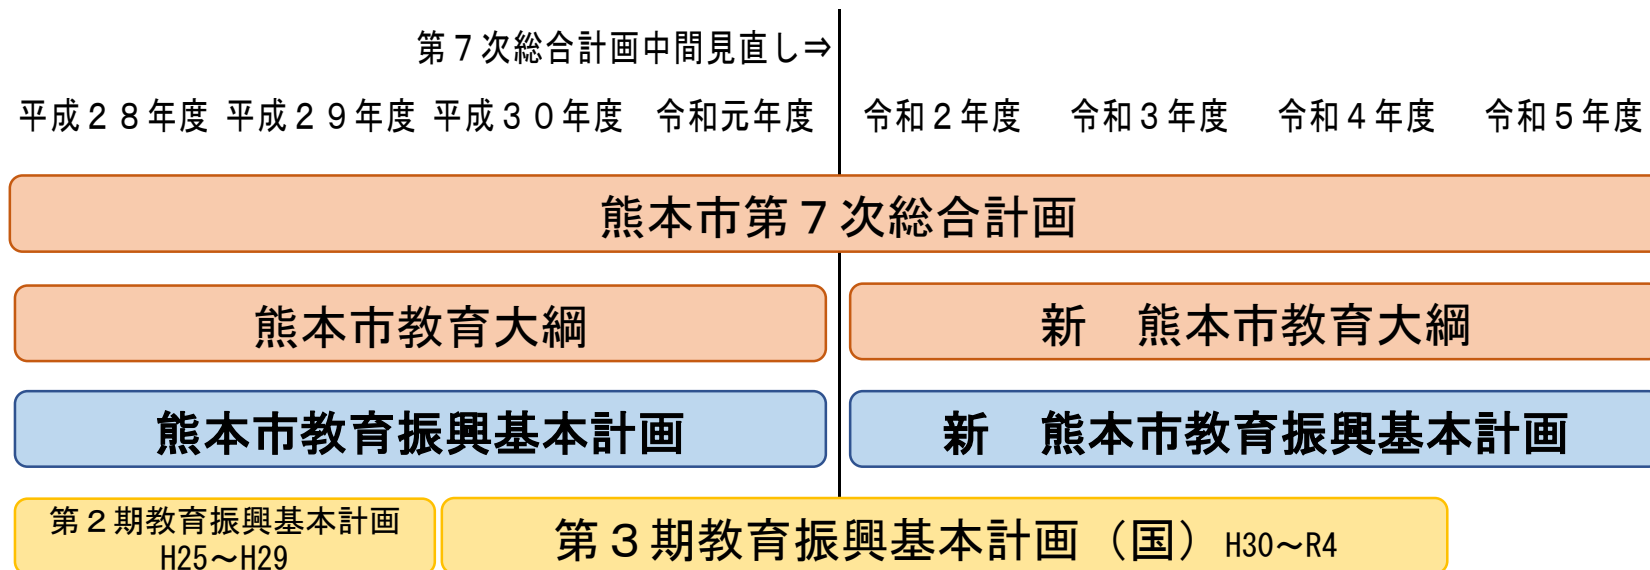 第７次総合計画中間見直し⇒
平成２８年度 平成２９年度 平成３０年度 令和元年度 令和２年度 令和３年度 令和４年度 令和５年度
熊本市第７次総合計画
熊本市教育大綱
新　熊本市教育大綱
熊本市教育振興基本計画
新　熊本市教育振興基本計画
第２期教育振興基本計画
H25～H29
第３期教育振興基本計画（国）H30～R4